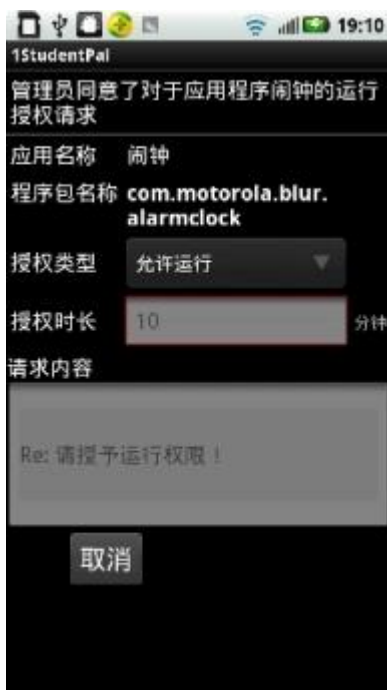 19:10
1StudentPal
管理员同意了对于应用程序闹钟的运行
授权请求
应用名称 闹钟
程序包名称 com.motorola.blur.
alarmclock
授权类型 允许运行
授权时长 10 分钟
请求内容
Re: 请授予运行权限！
取消